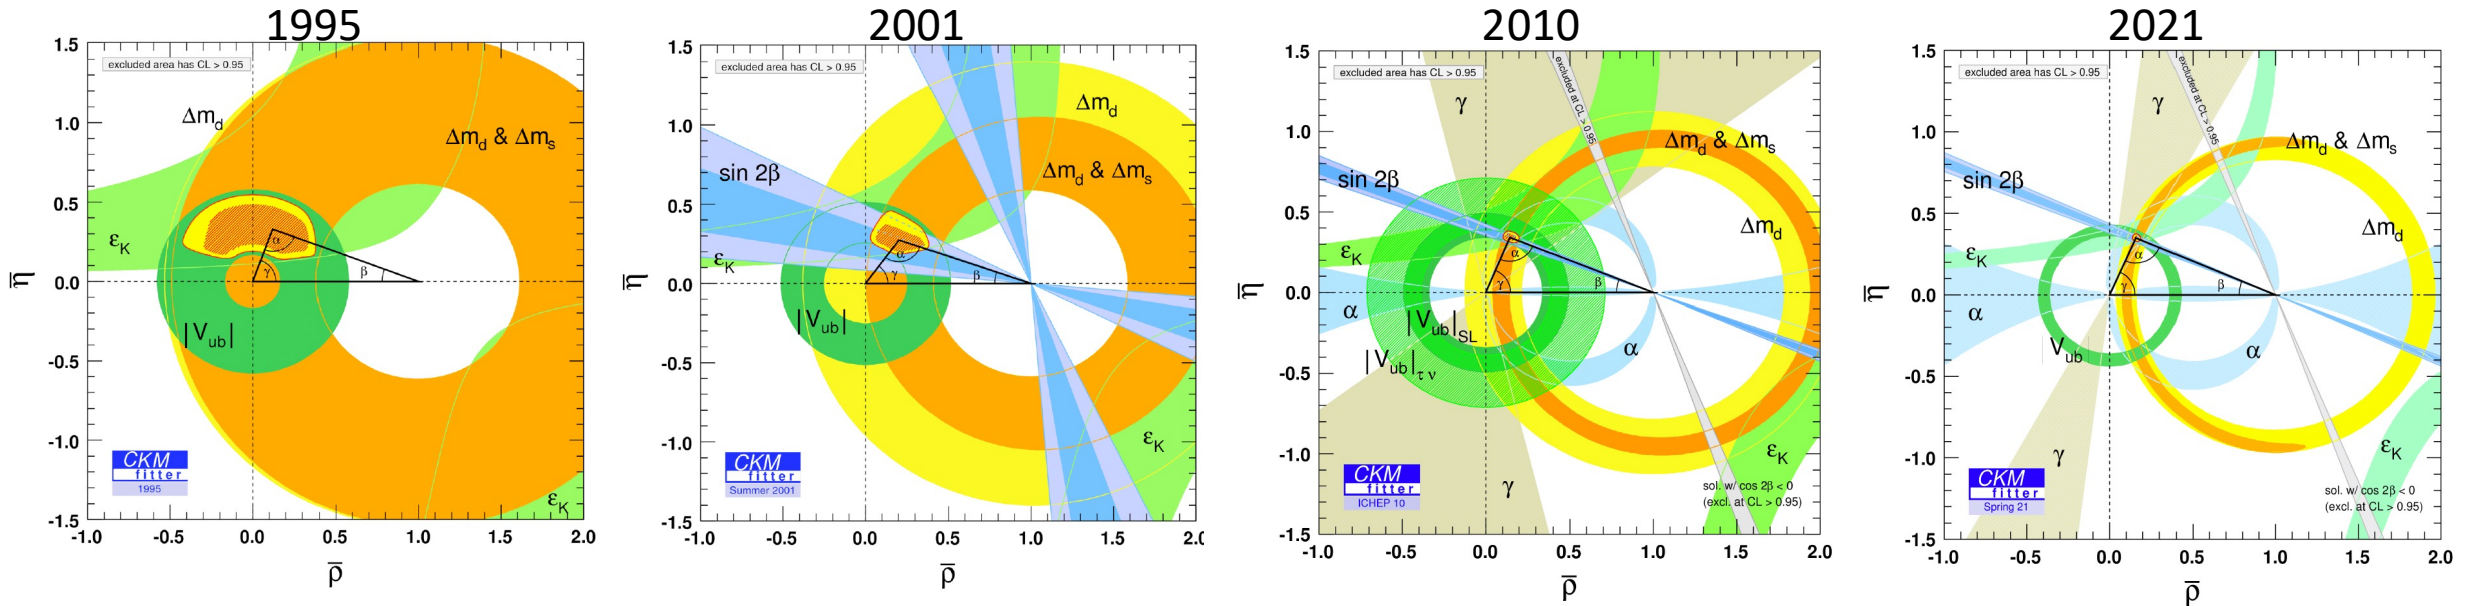 1995
excluded area has CL > 0.95
Δm_d
Δm_d & Δm_s
ε_K
|V_ub|
α
γ
β
ε_K
CKM
fitter
1995
1.5
1.0
0.5
0.0
-0.5
-1.0
-1.5
-1.0 -0.5 0.0 0.5 1.0 1.5 2.0
η̄
ρ̄
2001
excluded area has CL > 0.95
Δm_d
sin 2β
Δm_d & Δm_s
ε_K
α
γ
β
|V_ub|
ε_K
CKM
fitter
Summer 2001
1.5
1.0
0.5
0.0
-0.5
-1.0
-1.5
-1.0 -0.5 0.0 0.5 1.0 1.5 2.0
η̄
ρ̄
2010
excluded area has CL > 0.95
excluded at CL > 0.95
γ
Δm_d & Δm_s
sin 2β
Δm_d
ε_K
α
α
γ
β
|V_ub|_SL
α
|V_ub|_τν
ε_K
γ
sol. w/ cos 2β < 0
(excl. at CL > 0.95)
CKM
fitter
ICHEP 10
1.5
1.0
0.5
0.0
-0.5
-1.0
-1.5
-1.0 -0.5 0.0 0.5 1.0 1.5 2.0
η̄
ρ̄
2021
excluded area has CL > 0.95
excluded at CL > 0.95
γ
Δm_d & Δm_s
sin 2β
Δm_d
ε_K
α
α
γ
β
|V_ub|
α
ε_K
γ
sol. w/ cos 2β < 0
(excl. at CL > 0.95)
CKM
fitter
Spring 21
1.5
1.0
0.5
0.0
-0.5
-1.0
-1.5
-1.0 -0.5 0.0 0.5 1.0 1.5 2.0
η̄
ρ̄